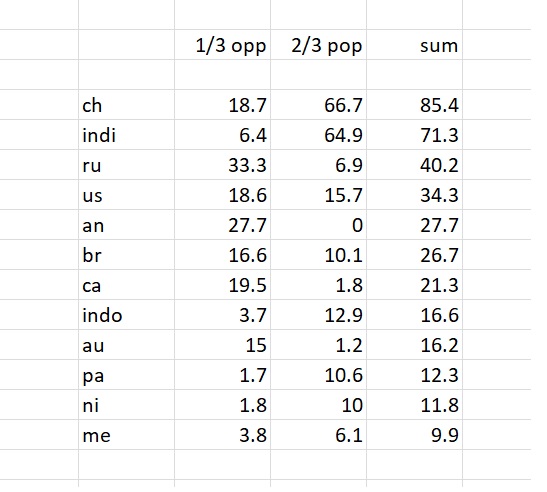 1/3 opp 2/3 pop sum
ch 18.7 66.7 85.4
indi 6.4 64.9 71.3
ru 33.3 6.9 40.2
us 18.6 15.7 34.3
an 27.7 0 27.7
br 16.6 10.1 26.7
ca 19.5 1.8 21.3
indo 3.7 12.9 16.6
au 15 1.2 16.2
pa 1.7 10.6 12.3
ni 1.8 10 11.8
me 3.8 6.1 9.9